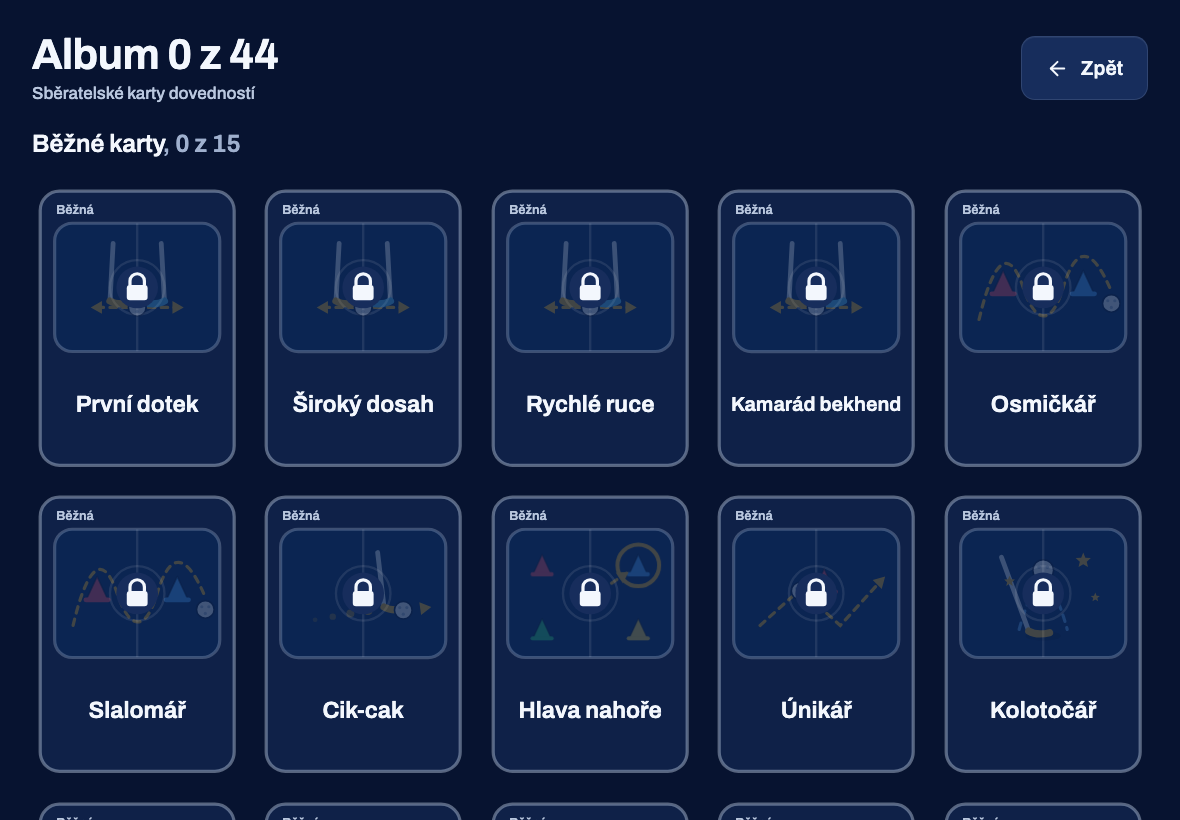 Album 0 z 44
Sběratelské karty dovedností
Zpět
Běžné karty, 0 z 15
Běžná
Běžná
Běžná
Běžná
Běžná
První dotek
Široký dosah
Rychlé ruce
Kamarád bekhend
Osmičkář
Běžná
Běžná
Běžná
Běžná
Běžná
Slalomář
Cik-cak
Hlava nahoře
Únikář
Kolotočář